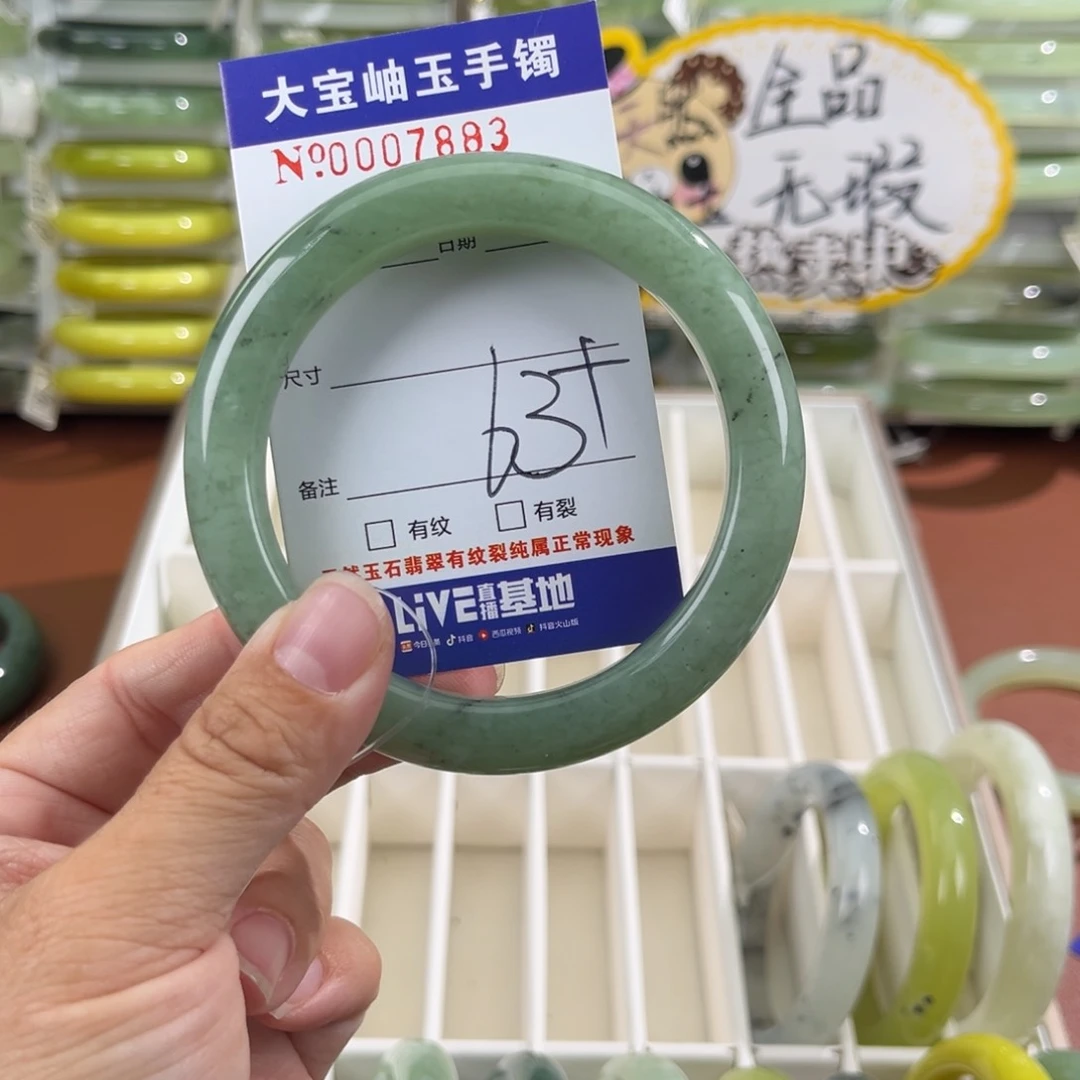 大宝岫玉手镯
№0007883
日期
尺寸
63+
备注
有纹
有裂
天然玉石翡翠有纹裂纯属正常现象
LiVE直播基地
抖音
西瓜视频
抖音火山版
全品
无瑕